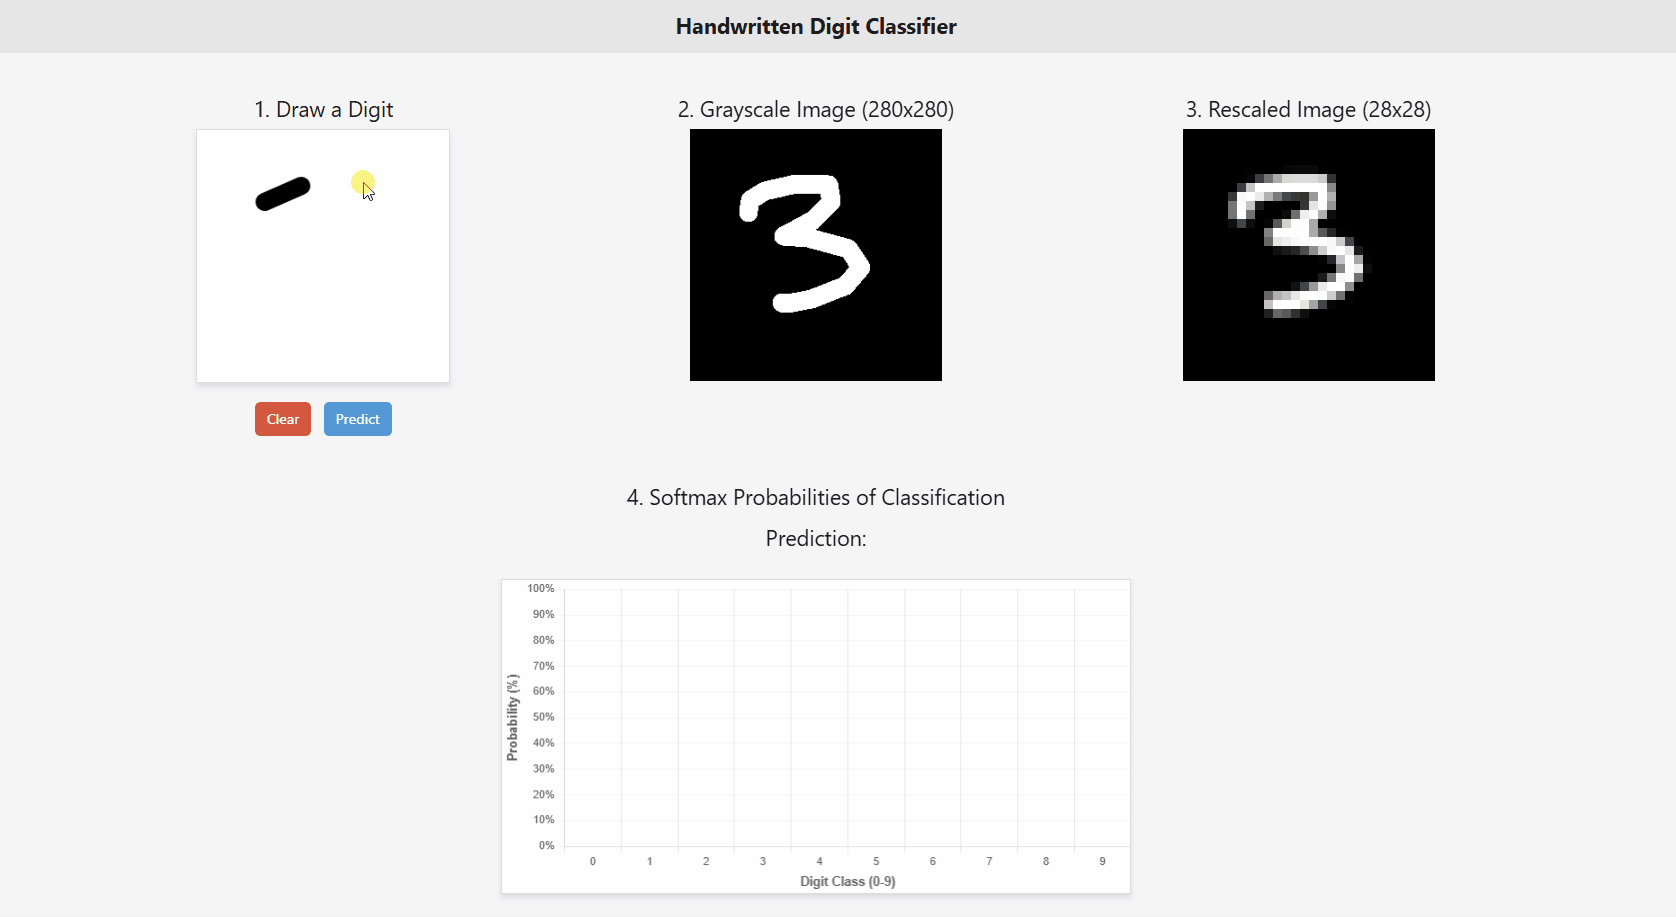 Handwritten Digit Classifier
1. Draw a Digit
2. Grayscale Image (280x280)
3. Rescaled Image (28x28)
3
3
Clear
Predict
4. Softmax Probabilities of Classification
Prediction:
100%
90%
80%
70%
60%
50%
40%
30%
20%
10%
0%
Probability (%)
0 1 2 3 4 5 6 7 8 9
Digit Class (0-9)